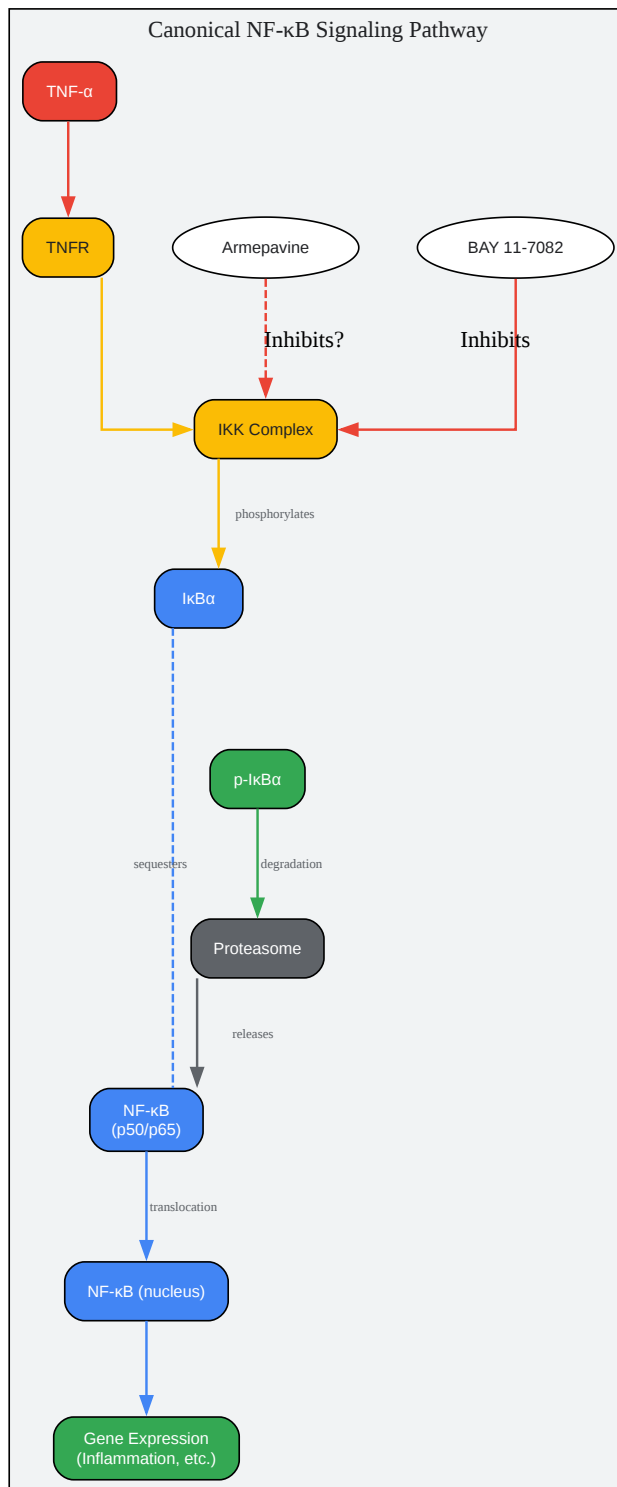 Canonical NF-κB Signaling Pathway
TNF-α
TNFR
Armepavine
BAY 11-7082
Inhibits?
Inhibits
IKK Complex
phosphorylates
IκBα
p-IκBα
sequesters
degradation
Proteasome
releases
NF-κB
(p50/p65)
translocation
NF-κB (nucleus)
Gene Expression
(Inflammation, etc.)